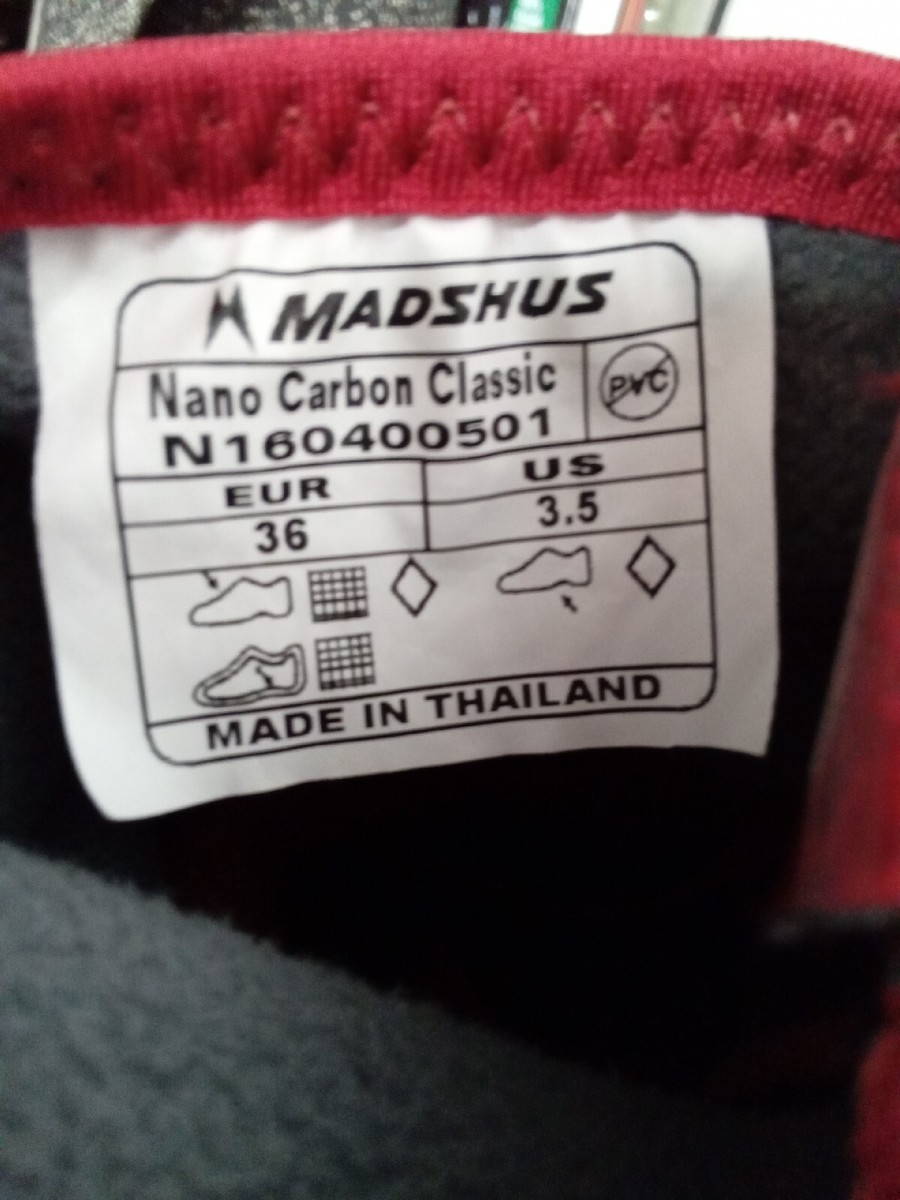 MADSHUS
Nano Carbon Classic
N160400501
PVC
EUR
US
36
3.5
MADE IN THAILAND